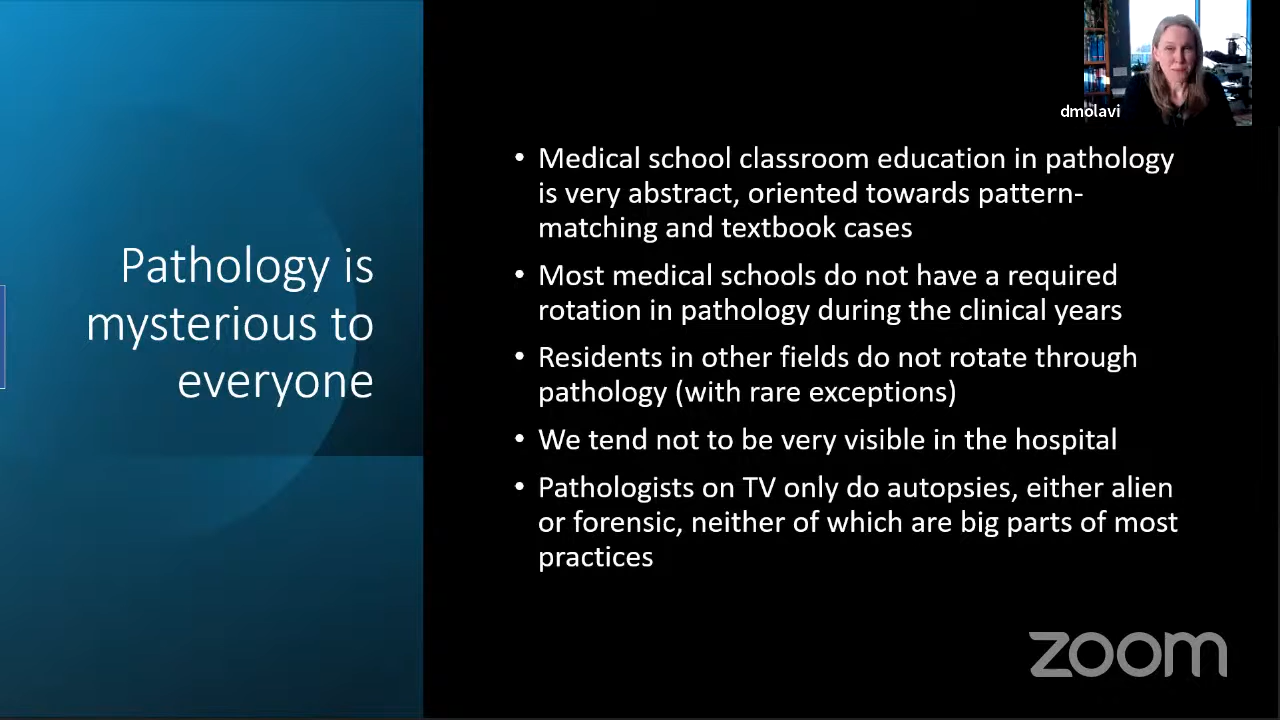 dmolavi
Pathology is
mysterious to
everyone
• Medical school classroom education in pathology
is very abstract, oriented towards pattern-
matching and textbook cases
• Most medical schools do not have a required
rotation in pathology during the clinical years
• Residents in other fields do not rotate through
pathology (with rare exceptions)
• We tend not to be very visible in the hospital
• Pathologists on TV only do autopsies, either alien
or forensic, neither of which are big parts of most
practices
zoom